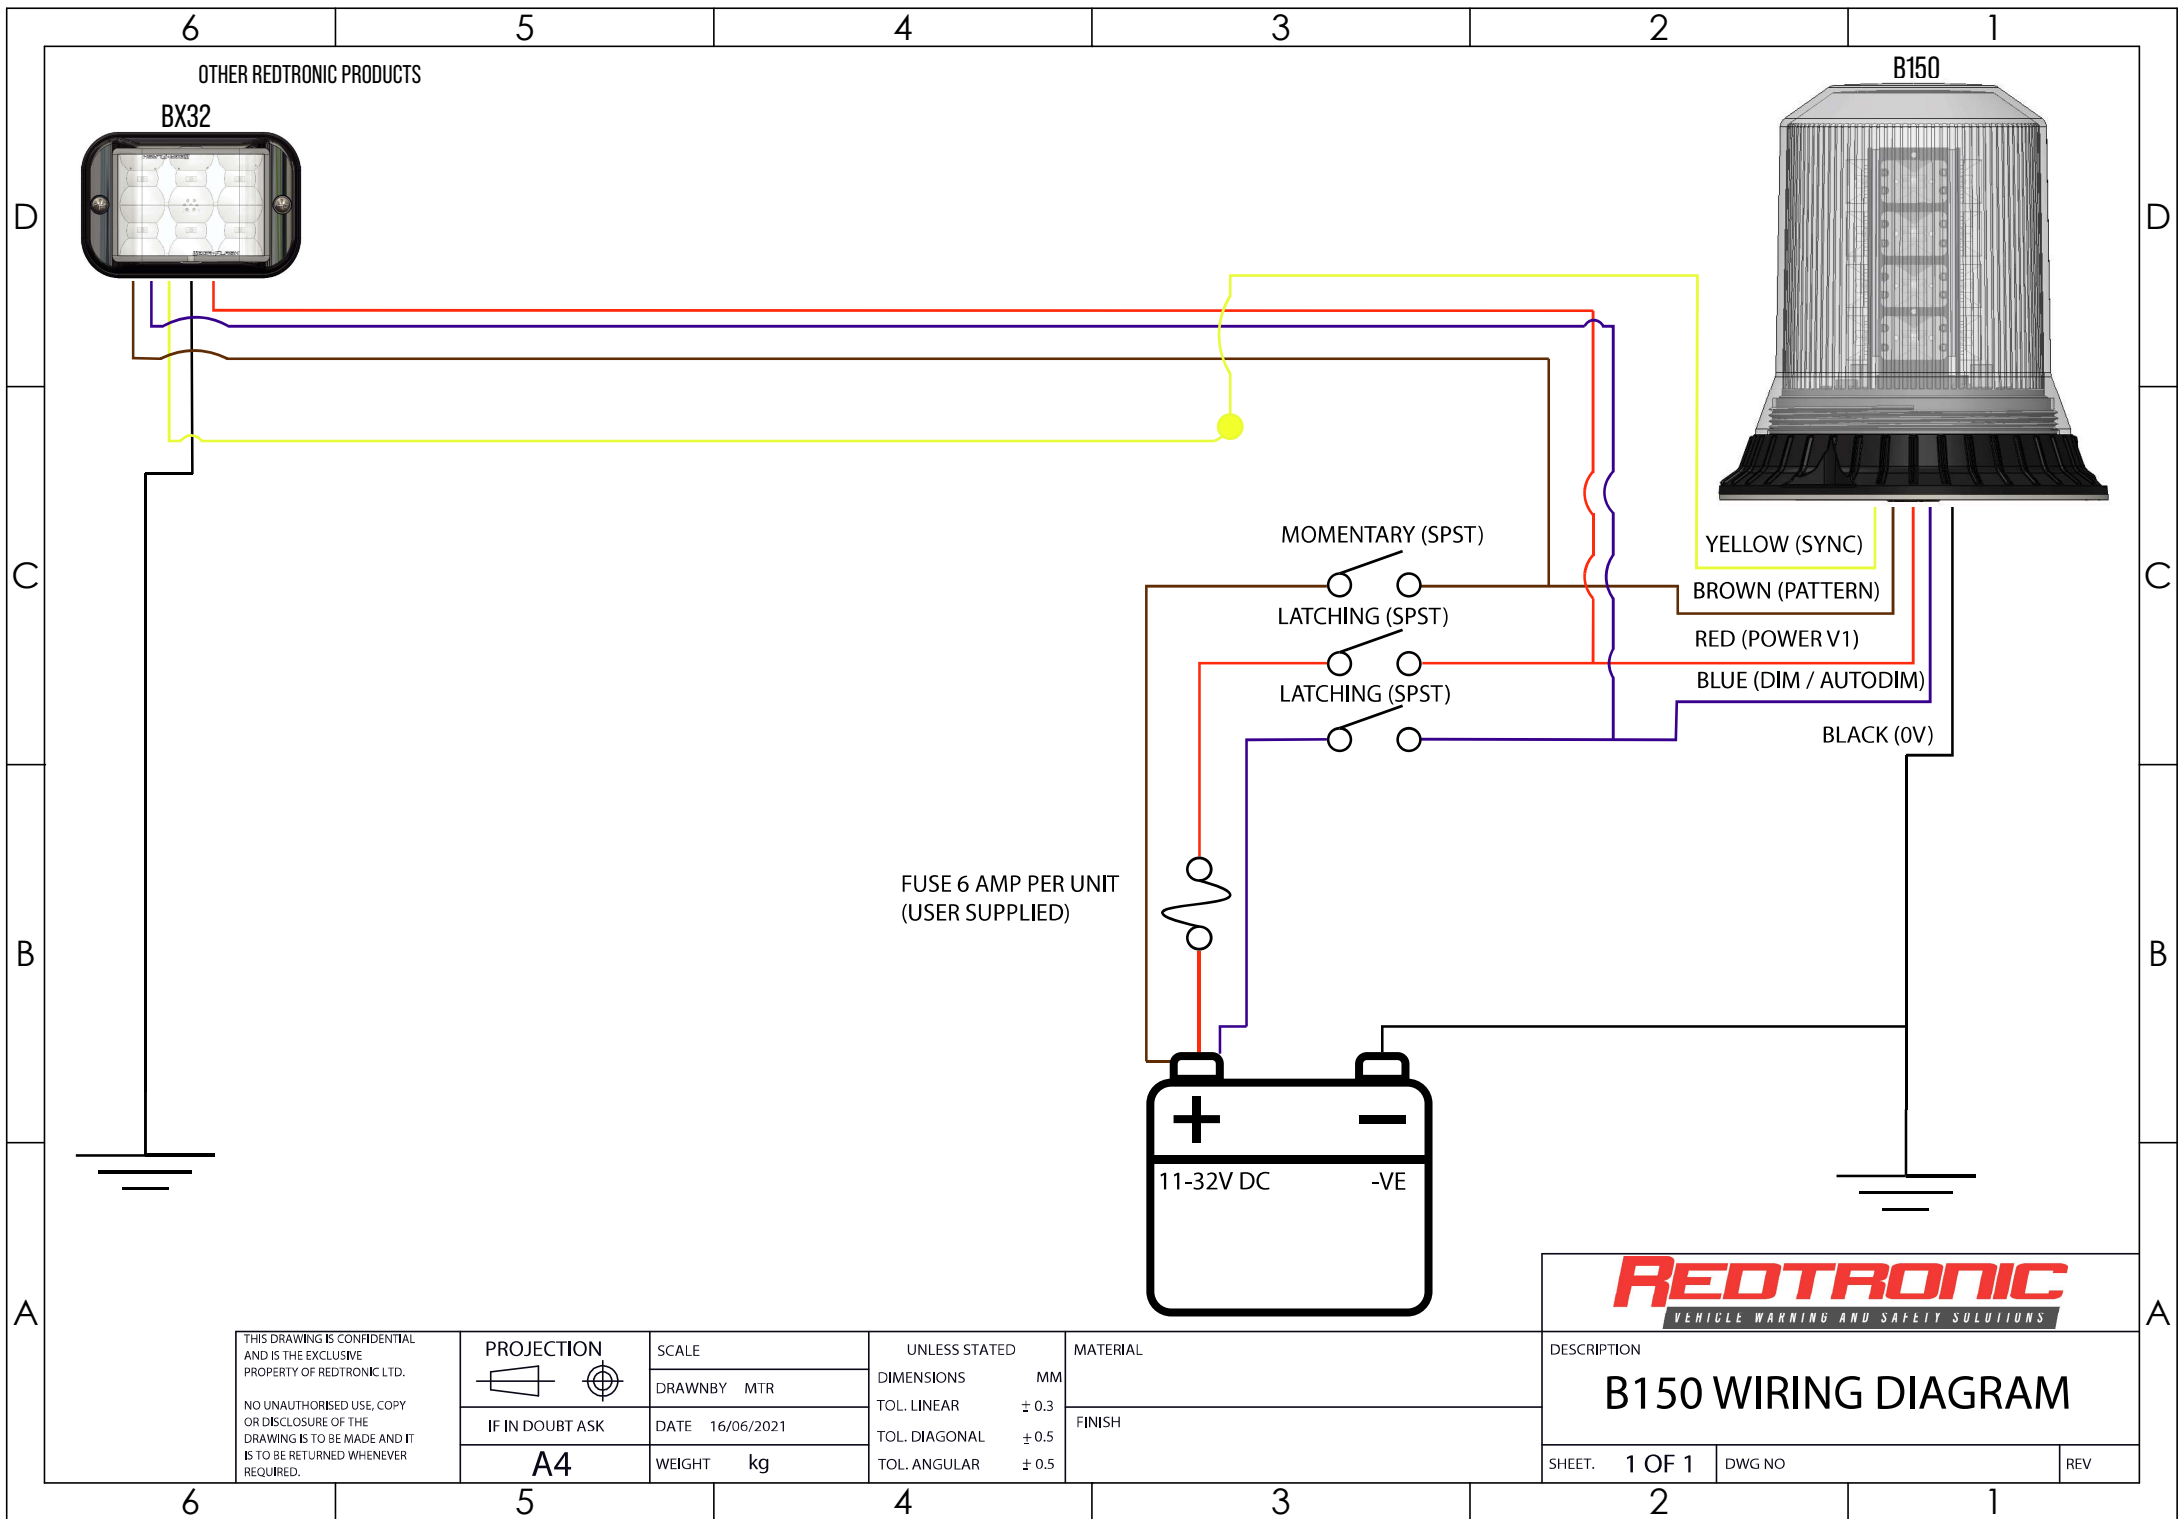 6 5 4 3 2 1
OTHER REDTRONIC PRODUCTS
B150
BX32
D D
MOMENTARY (SPST)
YELLOW (SYNC)
C C
BROWN (PATTERN)
LATCHING (SPST)
RED (POWER V1)
BLUE (DIM / AUTODIM)
LATCHING (SPST)
BLACK (0V)
FUSE 6 AMP PER UNIT
(USER SUPPLIED)
B B
+ −
11-32V DC -VE
A A
REDTRONIC
VEHICLE WARNING AND SAFETY SOLUTIONS
THIS DRAWING IS CONFIDENTIAL
AND IS THE EXCLUSIVE
PROPERTY OF REDTRONIC LTD.
NO UNAUTHORISED USE, COPY
OR DISCLOSURE OF THE
DRAWING IS TO BE MADE AND IT
IS TO BE RETURNED WHENEVER
REQUIRED.
PROJECTION
IF IN DOUBT ASK
A4
SCALE
DRAWNBY MTR
DATE 16/06/2021
WEIGHT kg
UNLESS STATED
DIMENSIONS MM
TOL. LINEAR ± 0.3
TOL. DIAGONAL ± 0.5
TOL. ANGULAR ± 0.5
MATERIAL
FINISH
DESCRIPTION
B150 WIRING DIAGRAM
SHEET. 1 OF 1 DWG NO REV
6 5 4 3 2 1